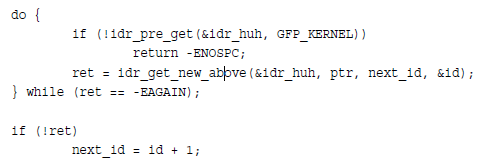 do {
        if (!idr_pre_get(&idr_huh, GFP_KERNEL))
                return -ENOSPC;
        ret = idr_get_new_above(&idr_huh, ptr, next_id, &id);
} while (ret == -EAGAIN);

if (!ret)
        next_id = id + 1;